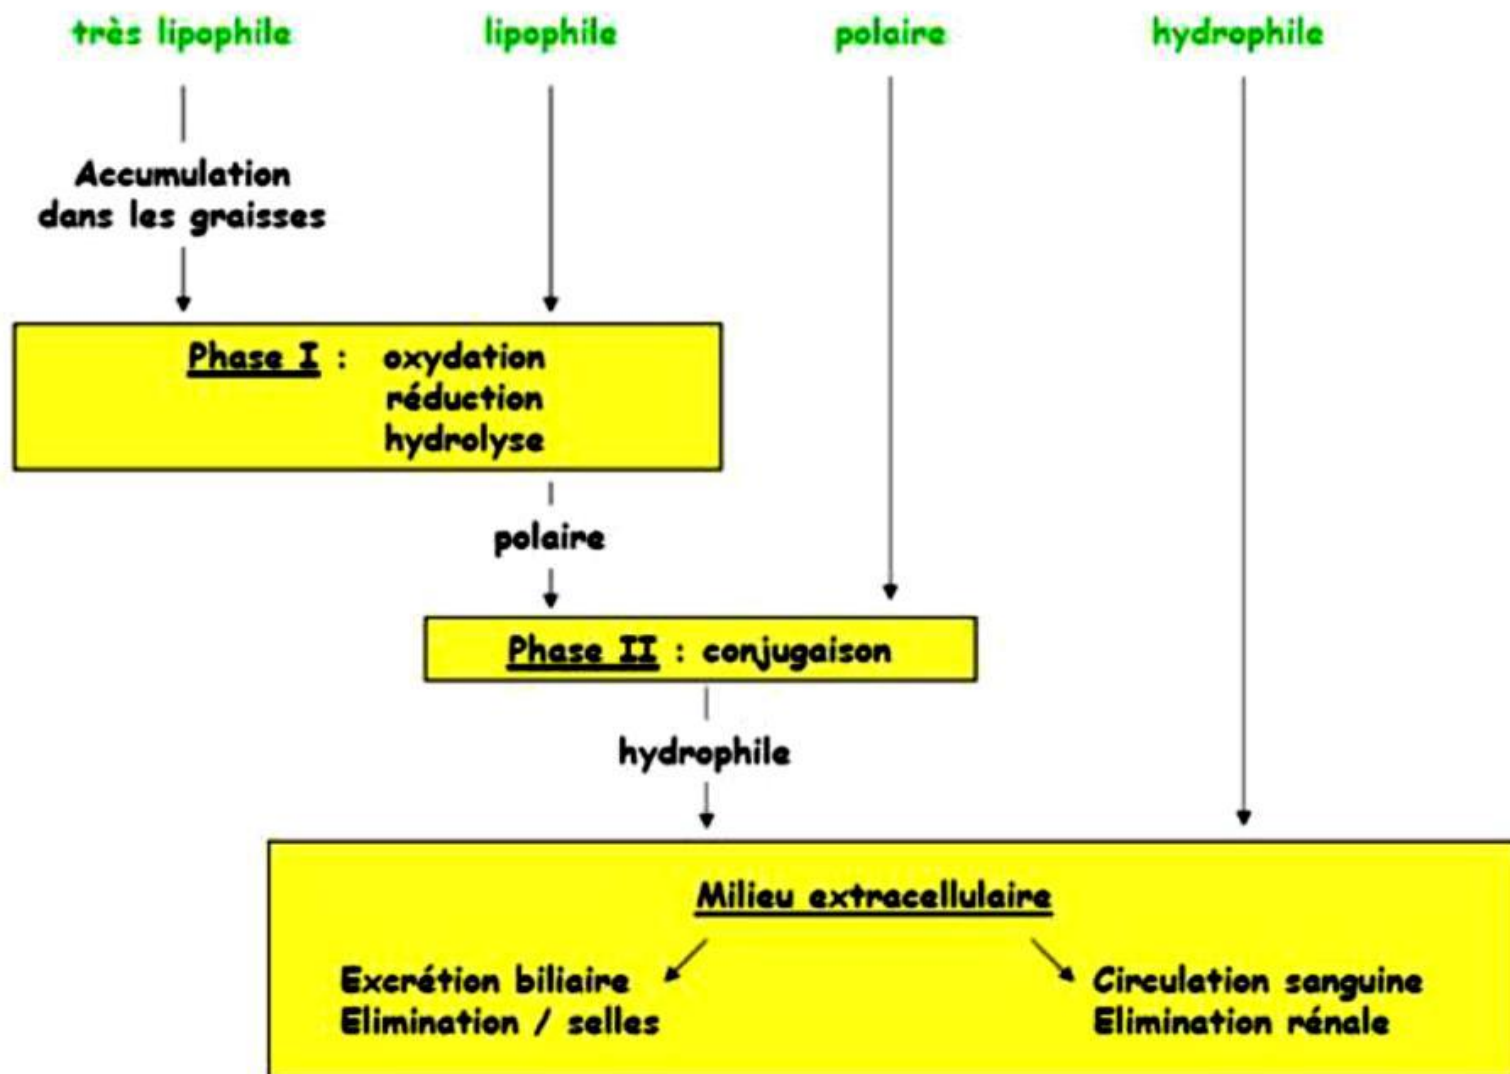 très lipophile
lipophile
polaire
hydrophile
Accumulation
dans les graisses
Phase I : oxydation
réduction
hydrolyse
polaire
Phase II : conjugaison
hydrophile
Milieu extracellulaire
Excrétion biliaire
Elimination / selles
Circulation sanguine
Elimination rénale